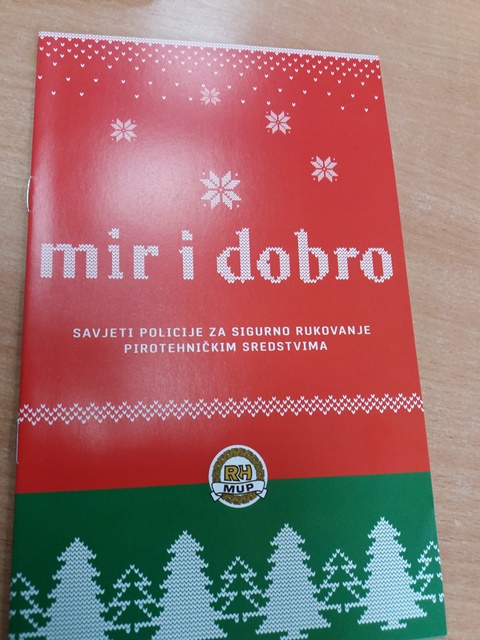 mir i dobro
SAVJETI POLICIJE ZA SIGURNO RUKOVANJE
PIROTEHNIČKIM SREDSTVIMA
RH
MUP